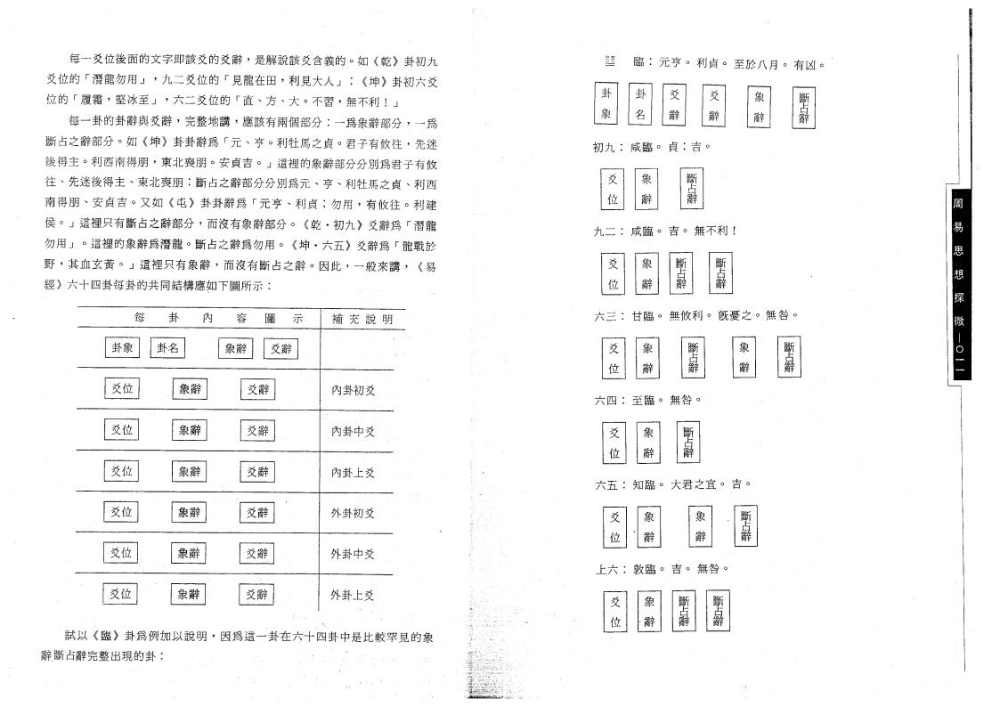 每一爻位後面的文字即該爻的爻辭，是解說該爻含義的。如《乾》卦初九
爻位的「潛龍勿用」，九二爻位的「見龍在田，利見大人」；《坤》卦初六爻
位的「履霜，堅冰至」，六二爻位的「直、方、大。不習，無不利！」
每一卦的卦辭與爻辭，完整地講，應該有兩個部分：一爲象辭部分，一爲
斷占之辭部分。如《坤》卦卦辭爲「元、亨。利牡馬之貞。君子有攸往，先迷
後得主。利西南得朋，東北喪朋。安貞吉。」這裡的象辭部分分別爲君子有攸
往、先迷後得主、東北喪朋；斷占之辭部分分別爲元、亨、利牡馬之貞、利西
南得朋、安貞吉。又如《屯》卦卦辭爲「元亨、利貞；勿用，有攸往。利建
侯。」這裡只有斷占之辭部分，而沒有象辭部分。《乾·初九》爻辭爲「潛龍
勿用」。這裡的象辭爲潛龍。斷占之辭爲勿用。《坤·六五》爻辭爲「龍戰於
野，其血玄黃。」這裡只有象辭，而沒有斷占之辭。因此，一般來講，《易
經》六十四卦每卦的共同結構應如下圖所示：
每卦內容圖示 補充說明
卦象 卦名 象辭 爻辭
爻位 象辭 爻辭 內卦初爻
爻位 象辭 爻辭 內卦中爻
爻位 象辭 爻辭 內卦上爻
爻位 象辭 爻辭 外卦初爻
爻位 象辭 爻辭 外卦中爻
爻位 象辭 爻辭 外卦上爻
試以《臨》卦爲例加以說明，因爲這一卦在六十四卦中是比較罕見的象
辭斷占辭完整出現的卦：
䷒ 臨：元亨。利貞。至於八月。有凶。
卦象 卦名 爻辭 爻辭 象辭 斷占辭
初九：咸臨。貞；吉。
爻位 象辭 斷占辭
九二：咸臨。吉。無不利！
爻位 象辭 斷占辭 斷占辭
六三：甘臨。無攸利。旣憂之。無咎。
爻位 象辭 斷占辭 象辭 斷占辭
六四：至臨。無咎。
爻位 象辭 斷占辭
六五：知臨。大君之宜。吉。
爻位 象辭 象辭 斷占辭
上六：敦臨。吉。無咎。
爻位 象辭 斷占辭 斷占辭
周易思想探微—〇一一